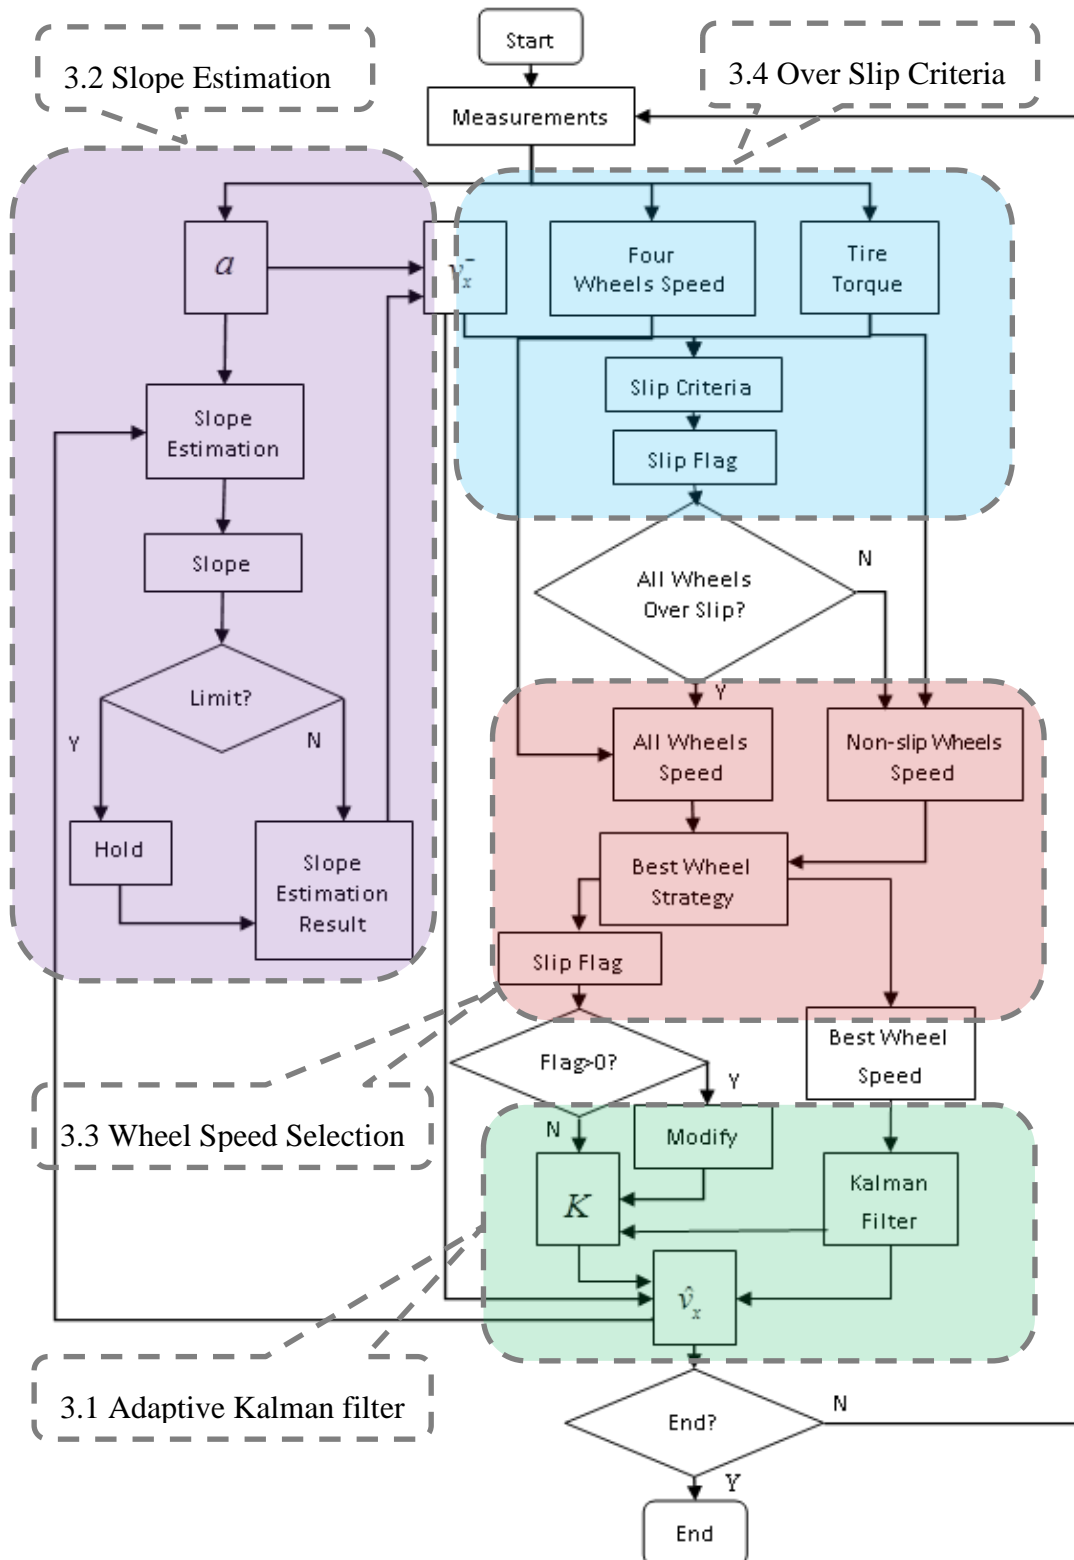 Start
3.2 Slope Estimation
3.4 Over Slip Criteria
Measurements
a
v̂x⁻
Four
Wheels Speed
Tire
Torque
Slip Criteria
Slope
Estimation
Slip Flag
Slope
All Wheels
Over Slip?
N
Limit?
Y
N
Y
All Wheels
Speed
Non-slip Wheels
Speed
Hold
Slope
Estimation
Result
Best Wheel
Strategy
Slip Flag
Best Wheel
Speed
Flag>0?
Y
N
3.3 Wheel Speed Selection
Modify
K
Kalman
Filter
v̂x
3.1 Adaptive Kalman filter
End?
N
Y
End